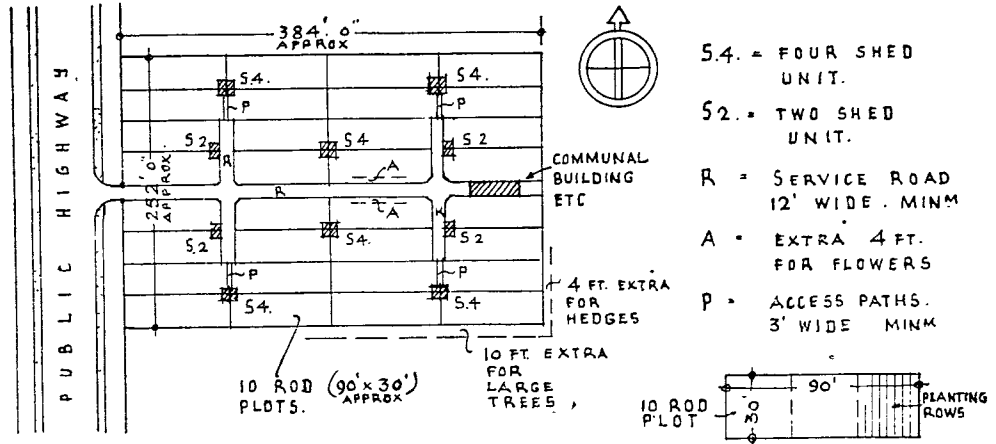 384'. 0"
APPROX
PUBLIC HIGHWAY
252'. 0"
APPROX.
S4.
S4.
P
P
S2
S4
S2
R
A
R
A
R
S2
S4.
S2
P
P
S4.
S4
COMMUNAL
BUILDING
ETC
4 FT. EXTRA
FOR
HEDGES
10 FT. EXTRA
FOR
LARGE
TREES
10 ROD (90' x 30')
APPROX
PLOTS.
S.4. = FOUR SHED
UNIT.
S2. = TWO SHED
UNIT.
R = SERVICE ROAD
12' WIDE. MINM
A = EXTRA 4 FT.
FOR FLOWERS
P = ACCESS PATHS.
3' WIDE MINM
90'
30'
10 ROD
PLOT
PLANTING
ROWS